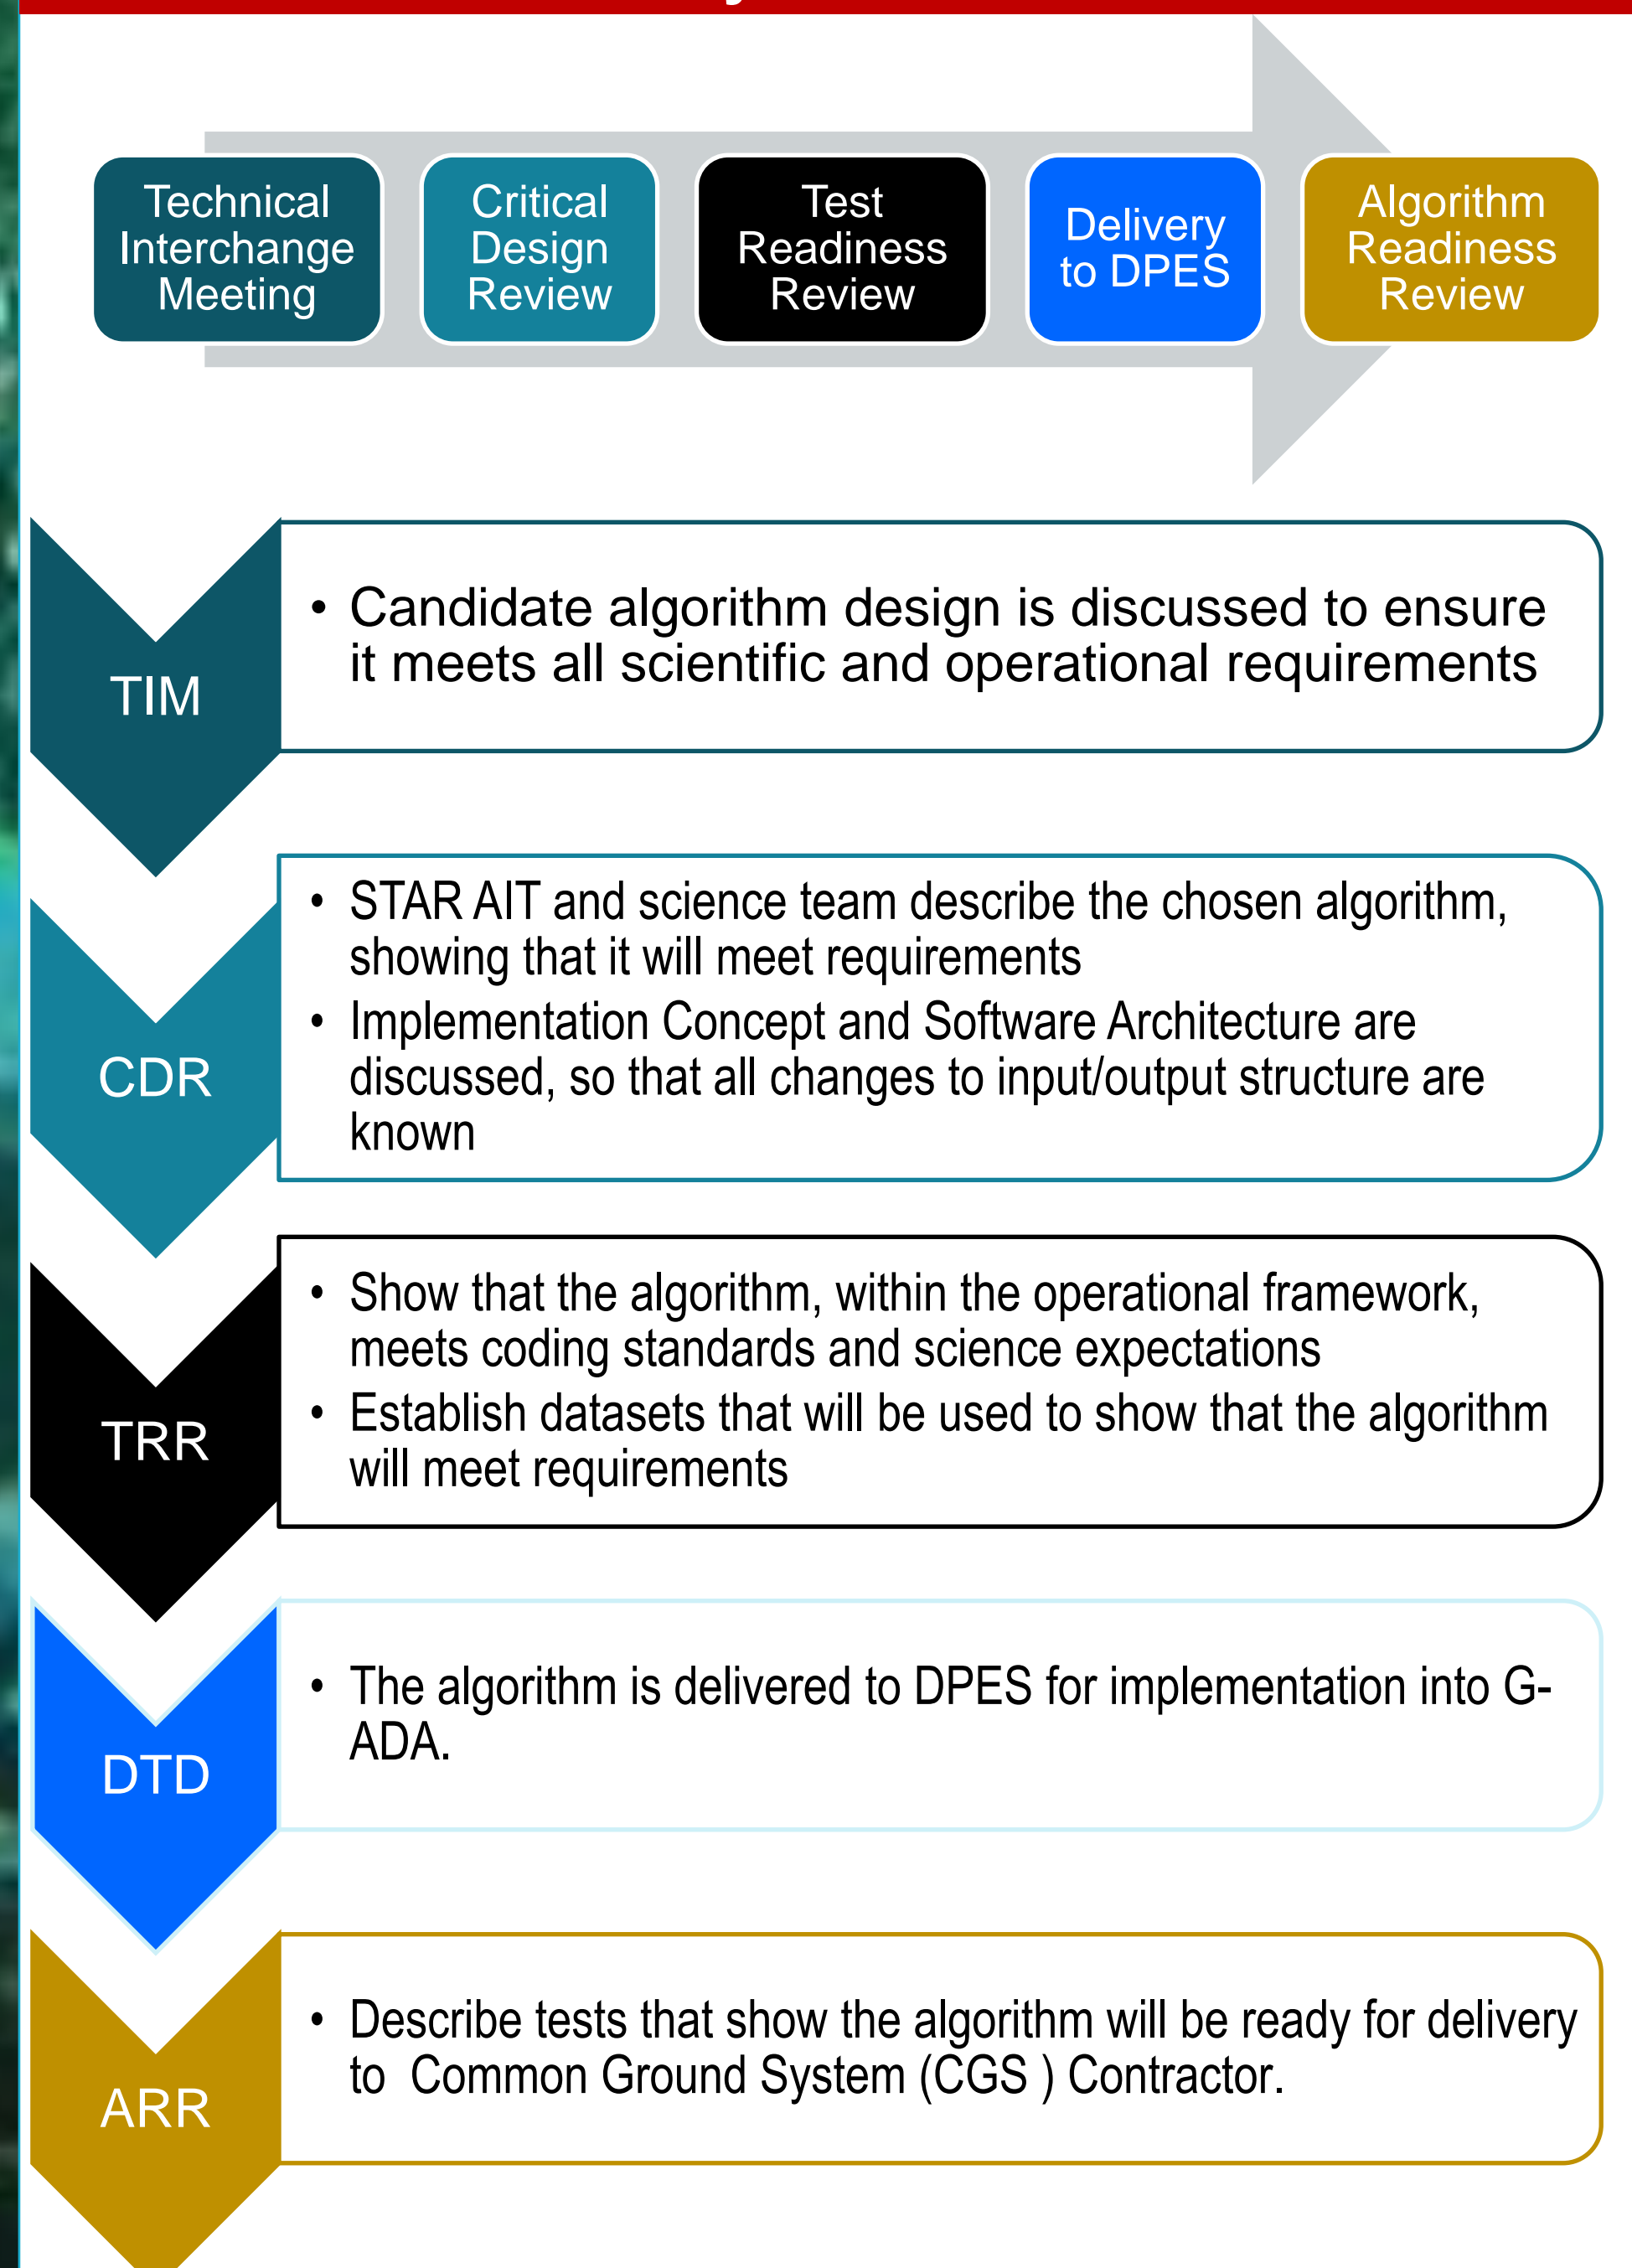 Technical
Interchange
Meeting
Critical
Design
Review
Test
Readiness
Review
Delivery
to DPES
Algorithm
Readiness
Review
TIM
• Candidate algorithm design is discussed to ensure
it meets all scientific and operational requirements
CDR
• STAR AIT and science team describe the chosen algorithm,
showing that it will meet requirements
• Implementation Concept and Software Architecture are
discussed, so that all changes to input/output structure are
known
TRR
• Show that the algorithm, within the operational framework,
meets coding standards and science expectations
• Establish datasets that will be used to show that the algorithm
will meet requirements
DTD
• The algorithm is delivered to DPES for implementation into G-
ADA.
ARR
• Describe tests that show the algorithm will be ready for delivery
to  Common Ground System (CGS ) Contractor.